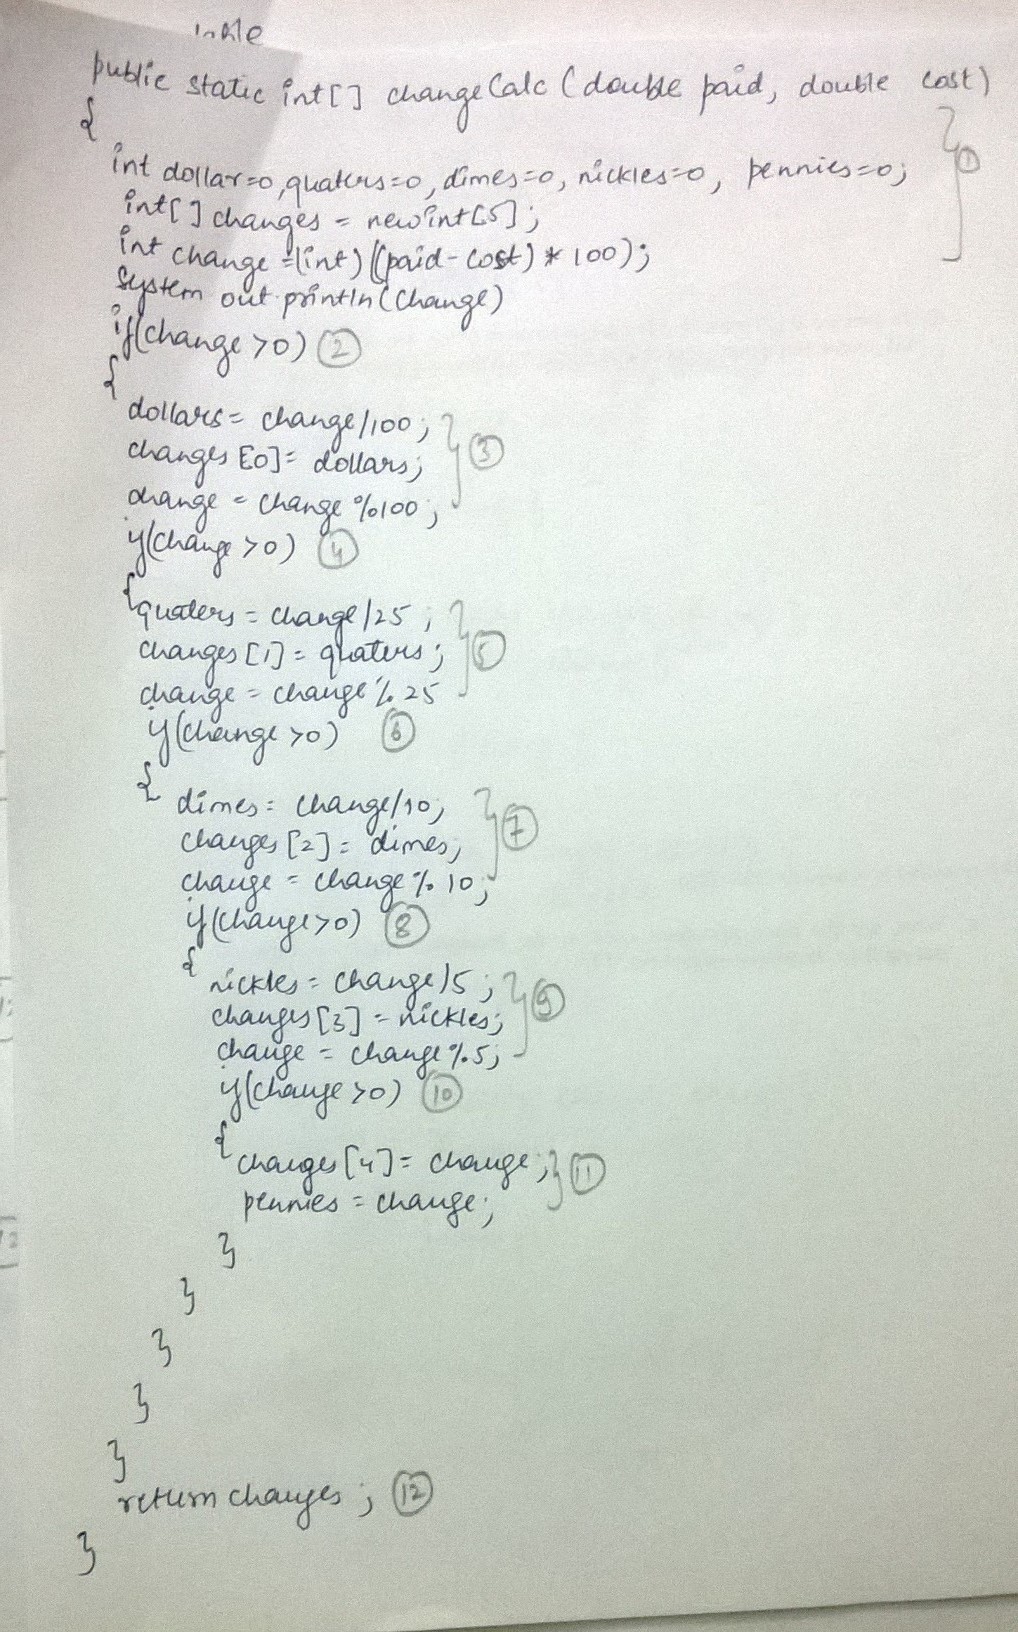 public static int[] changeCalc (double paid, double cost)
{
int dollar=0, quaters=0, dimes=0, nickles=0, pennies=0; ①
int[] changes = new int[5];
int change =(int)((paid-cost) * 100);
System out.println(change)
if(change >0) ②
{
dollars= change/100;
changes [0]= dollars; ③
change = change %100;
if(change >0) ④
{
quaters = change/25 ;
changes [1] = quaters; ⑤
change = change % 25
if(change >0) ⑥
{ dimes= change/10;
changes [2] = dimes; ⑦
change = change % 10;
if(change>0) ⑧
{
nickles = change/5 ;
changes [3] = nickles; ⑨
change = change %5;
if(change >0) ⑩
{
changes [4]= change; ⑪
pennies = change;
}
}
}
}
}
return changes ; ⑫
}